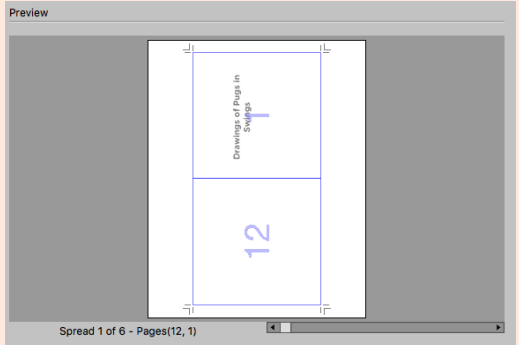 Preview
Drawings of Pugs in
Swings
1
12
Spread 1 of 6 - Pages(12, 1)